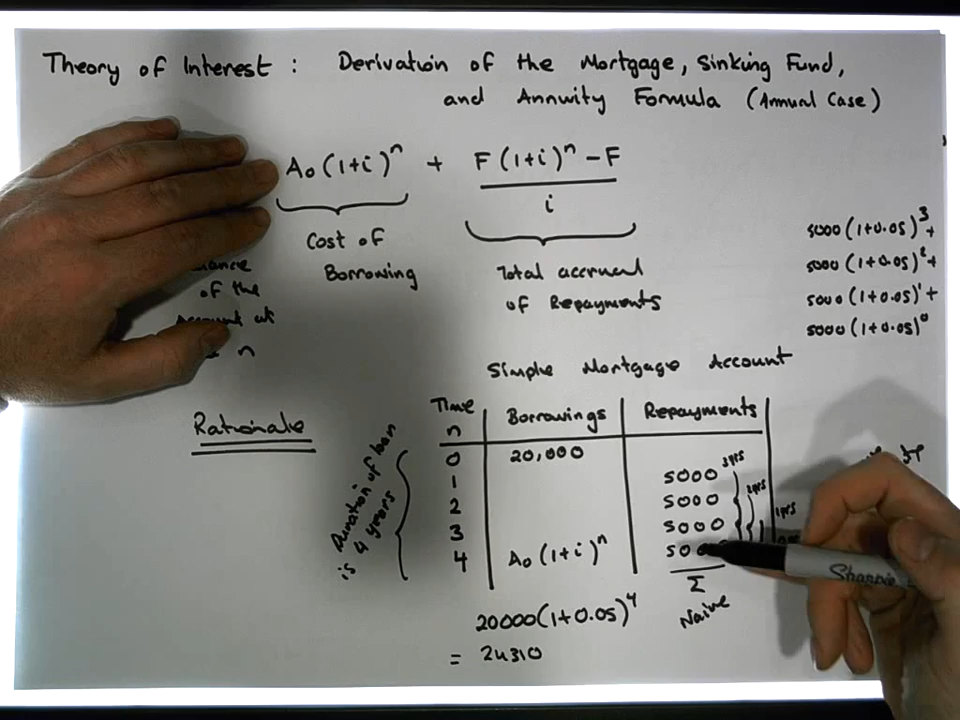 Theory of Interest : Derivation of the Mortgage, Sinking Fund,
and Annuity Formula (Annual Case)
A₀(1+i)ⁿ + F(1+i)ⁿ - F
i
Cost of
Borrowing
Total accrual
of Repayments
of the
n
5000(1+0.05)³+
5000(1+0.05)²+
5000(1+0.05)¹+
5000(1+0.05)⁰
Simple Mortgage Account
Rationale
Duration of loan
is 4 years
Time
n
Borrowings
Repayments
0 20,000
1 5000 3yrs
2 5000 2yrs
3 5000 1yrs
4 A₀(1+i)ⁿ
Σ
Naive
20000(1+0.05)⁴
= 24310
Sharpie